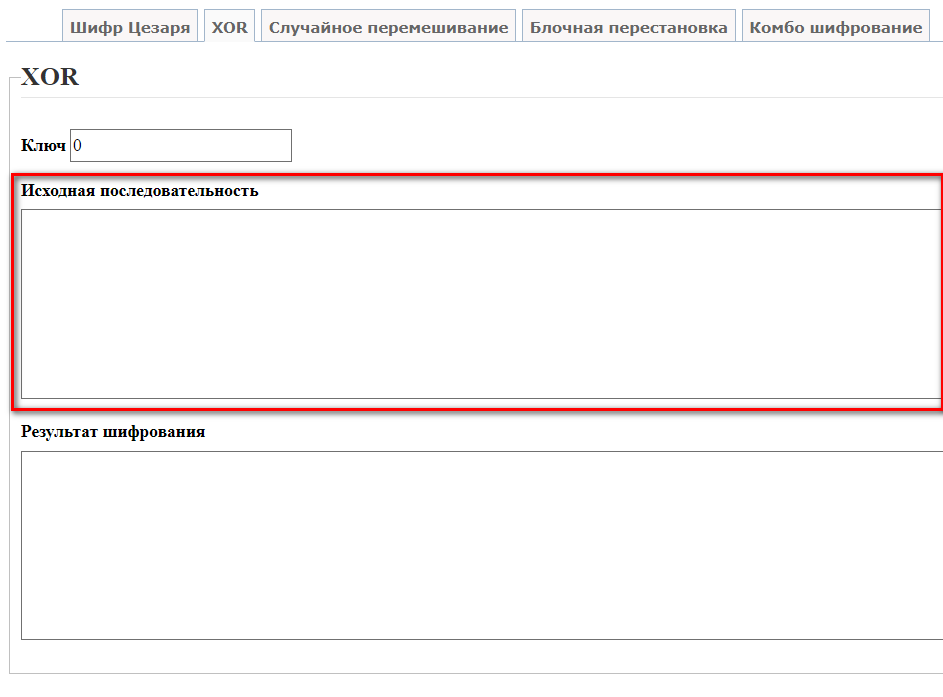 Шифр Цезаря XOR Случайное перемешивание Блочная перестановка Комбо шифрование
XOR
Ключ 0
Исходная последовательность
Результат шифрования